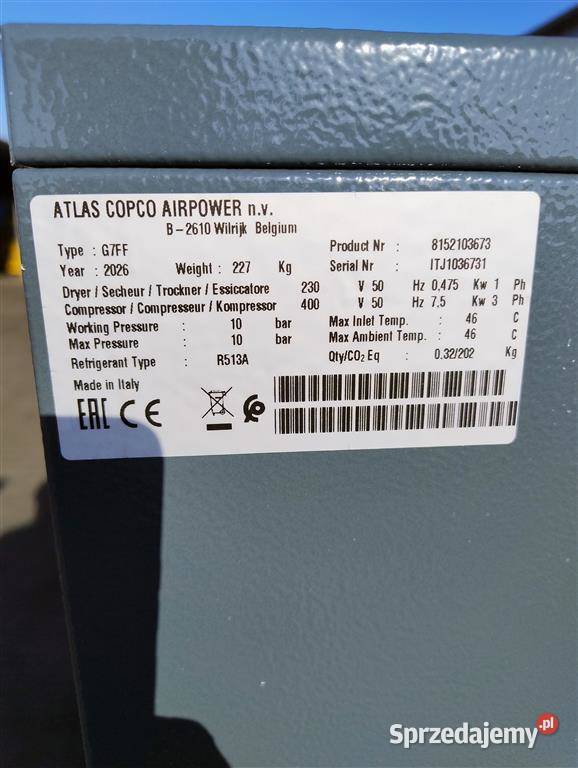 ATLAS COPCO AIRPOWER n.v.
B-2610 Wilrijk Belgium
Type : G7FF Product Nr : 8152103673
Year : 2026 Weight : 227 Kg Serial Nr : ITJ1036731
Dryer / Secheur / Trockner / Essiccatore 230 V 50 Hz 0,475 Kw 1 Ph
Compressor / Compresseur / Kompressor 400 V 50 Hz 7,5 Kw 3 Ph
Working Pressure : 10 bar Max Inlet Temp. : 46 C
Max Pressure : 10 bar Max Ambient Temp. : 46 C
Refrigerant Type : R513A Qty/CO2 Eq : 0,32/202 Kg
Made in Italy
EAC CE
Sprzedajemy.pl